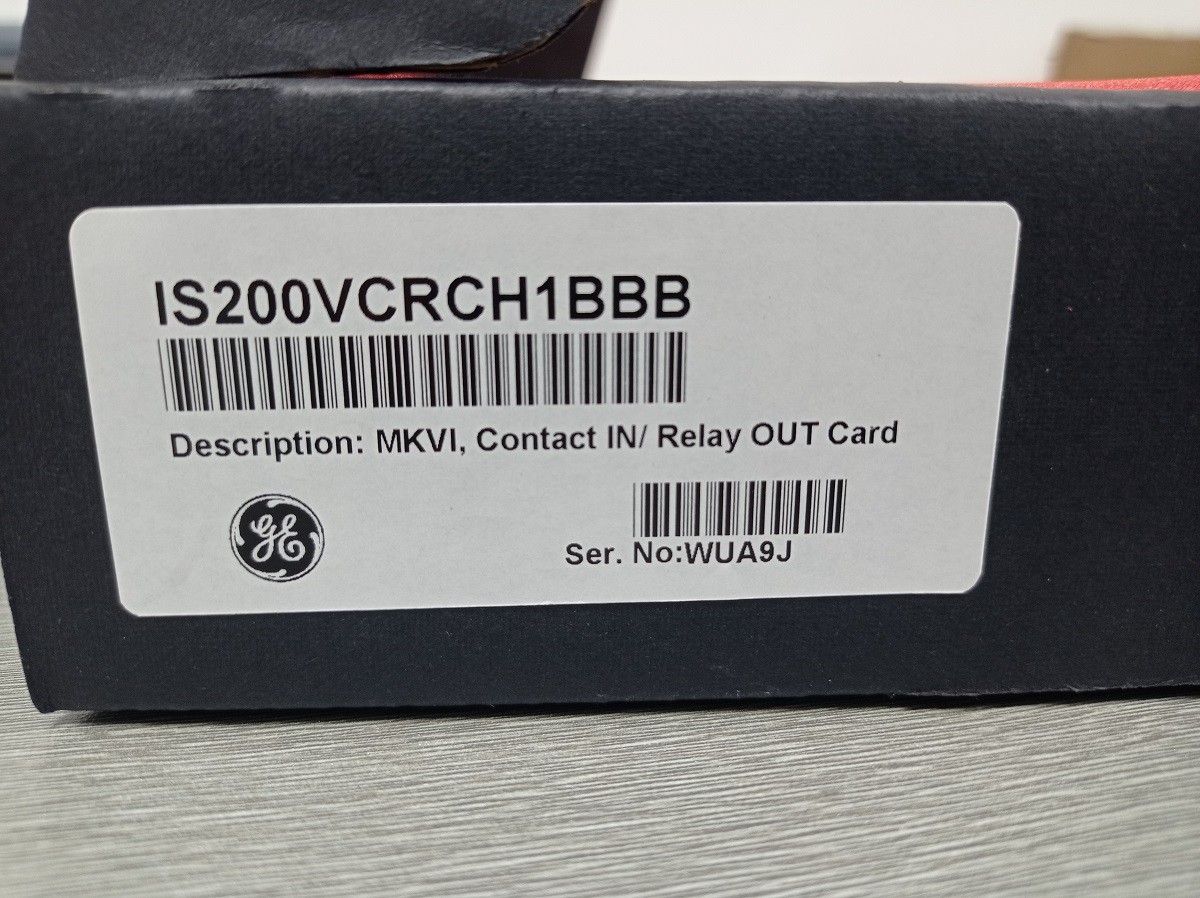 IS200VCRCH1BBB
Description: MKVI, Contact IN/ Relay OUT Card
GE
Ser. No:WUA9J